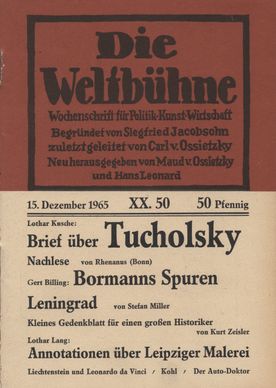 Die
Weltbühne
Wochenschrift für Politik·Kunst·Wirtschaft
Begründet von Siegfried Jacobsohn
zuletzt geleitet von Carl v. Ossietzky
Neu herausgegeben von Maud v. Ossietzky
und Hans Leonard
15. Dezember 1965 XX. 50 50 Pfennig
Lothar Kusche:
Brief über Tucholsky
Nachlese von Rhenanus (Bonn)
Gert Billing: Bormanns Spuren
Leningrad von Stefan Miller
Kleines Gedenkblatt für einen großen Historiker
von Kurt Zeisler
Lothar Lang:
Annotationen über Leipziger Malerei
Liechtenstein und Leonardo da Vinci / Kohl / Der Auto-Doktor